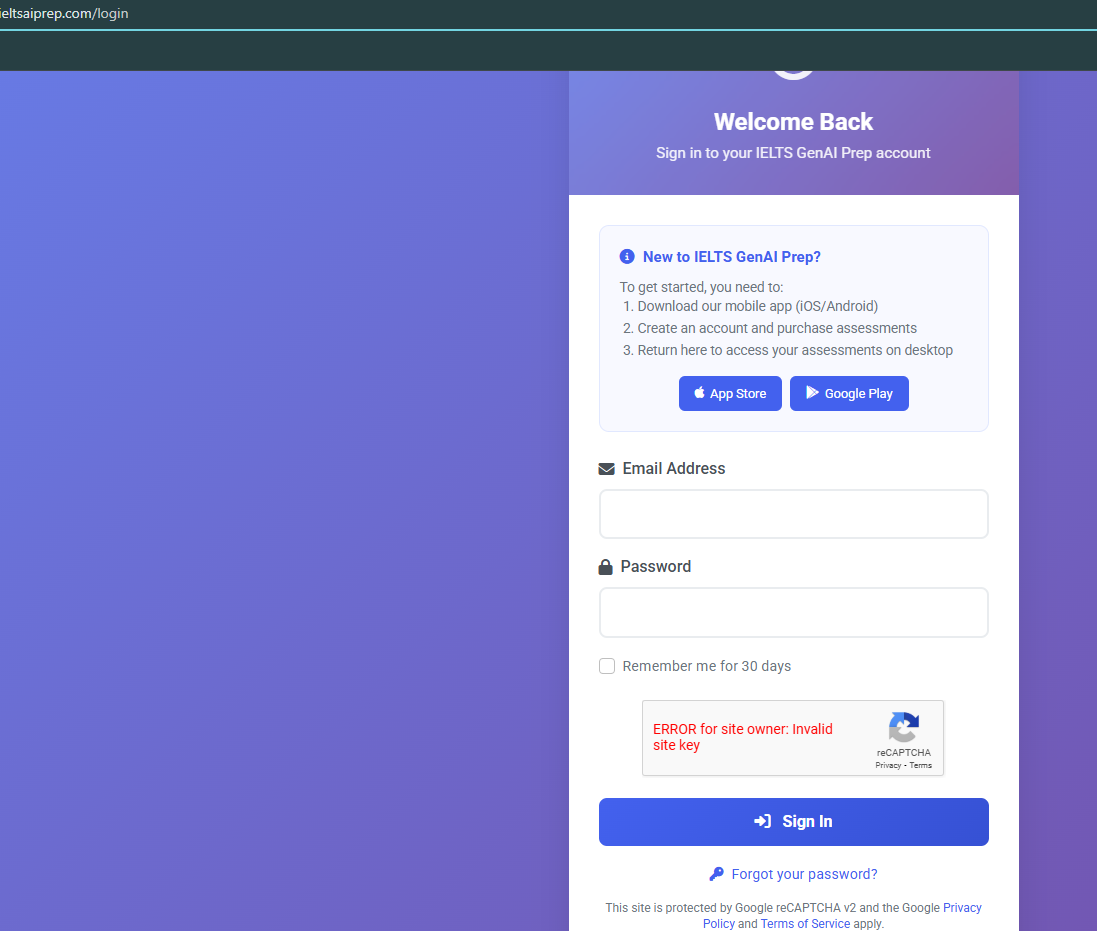 ieltsaiprep.com/login
Welcome Back
Sign in to your IELTS GenAI Prep account
New to IELTS GenAI Prep?
To get started, you need to:
1. Download our mobile app (iOS/Android)
2. Create an account and purchase assessments
3. Return here to access your assessments on desktop
App Store
Google Play
Email Address
Password
Remember me for 30 days
ERROR for site owner: Invalid
site key
reCAPTCHA
Privacy - Terms
Sign In
Forgot your password?
This site is protected by Google reCAPTCHA v2 and the Google Privacy
Policy and Terms of Service apply.